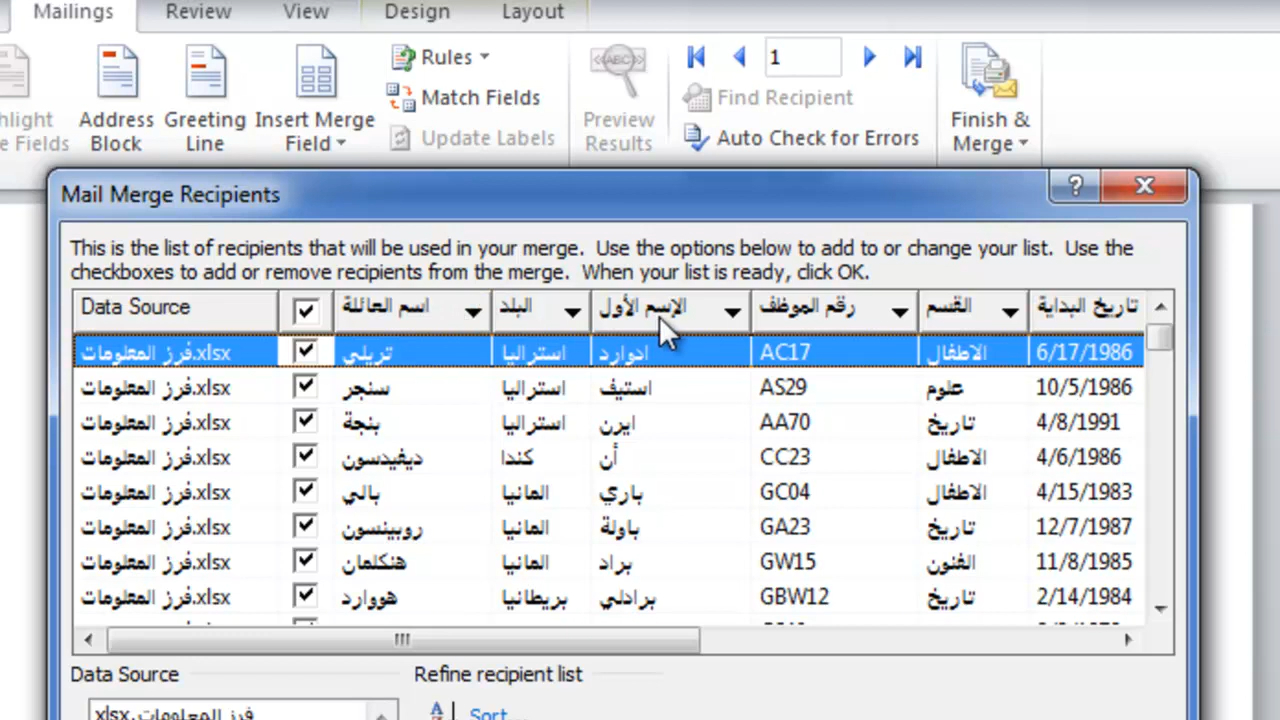 Mailings Review View Design Layout
Rules
Match Fields
Update Labels
Address Block
Greeting Line
Insert Merge Field
Preview Results
1
Find Recipient
Auto Check for Errors
Finish & Merge
Mail Merge Recipients
This is the list of recipients that will be used in your merge. Use the options below to add to or change your list. Use the
checkboxes to add or remove recipients from the merge. When your list is ready, click OK.
Data Source اسم العائلة البلد الإسم الأول رقم الموظف القسم تاريخ البداية
فرز المعلومات.xlsx تريلي استراليا ادوارد AC17 الاطفال 6/17/1986
فرز المعلومات.xlsx سنجر استراليا استيف AS29 علوم 10/5/1986
فرز المعلومات.xlsx بنجة استراليا ايرن AA70 تاريخ 4/8/1991
فرز المعلومات.xlsx ديفيدسون كندا أن CC23 الاطفال 4/6/1986
فرز المعلومات.xlsx بالي المانيا باري GC04 الاطفال 4/15/1983
فرز المعلومات.xlsx روبينسون المانيا باولة GA23 تاريخ 12/7/1987
فرز المعلومات.xlsx هنكلمان المانيا براد GW15 الفنون 11/8/1985
فرز المعلومات.xlsx هووارد بريطانيا برادلي GBW12 تاريخ 2/14/1984
Data Source Refine recipient list
فرز المعلومات.xlsx Sort...